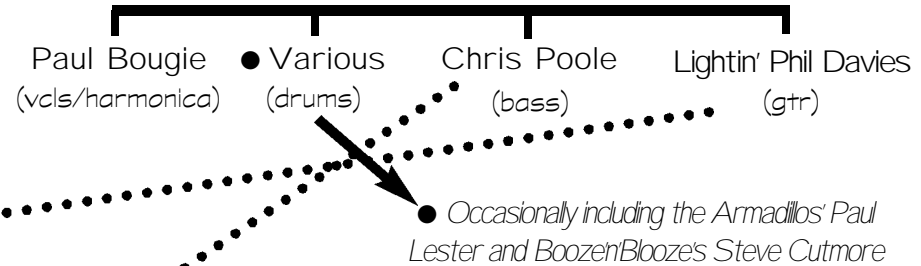 Paul Bougie ● Various Chris Poole Lightin' Phil Davies
(vcls/harmonica) (drums) (bass) (gtr)
● Occasionally including the Armadillos' Paul
Lester and Booze'n'Blooze's Steve Cutmore